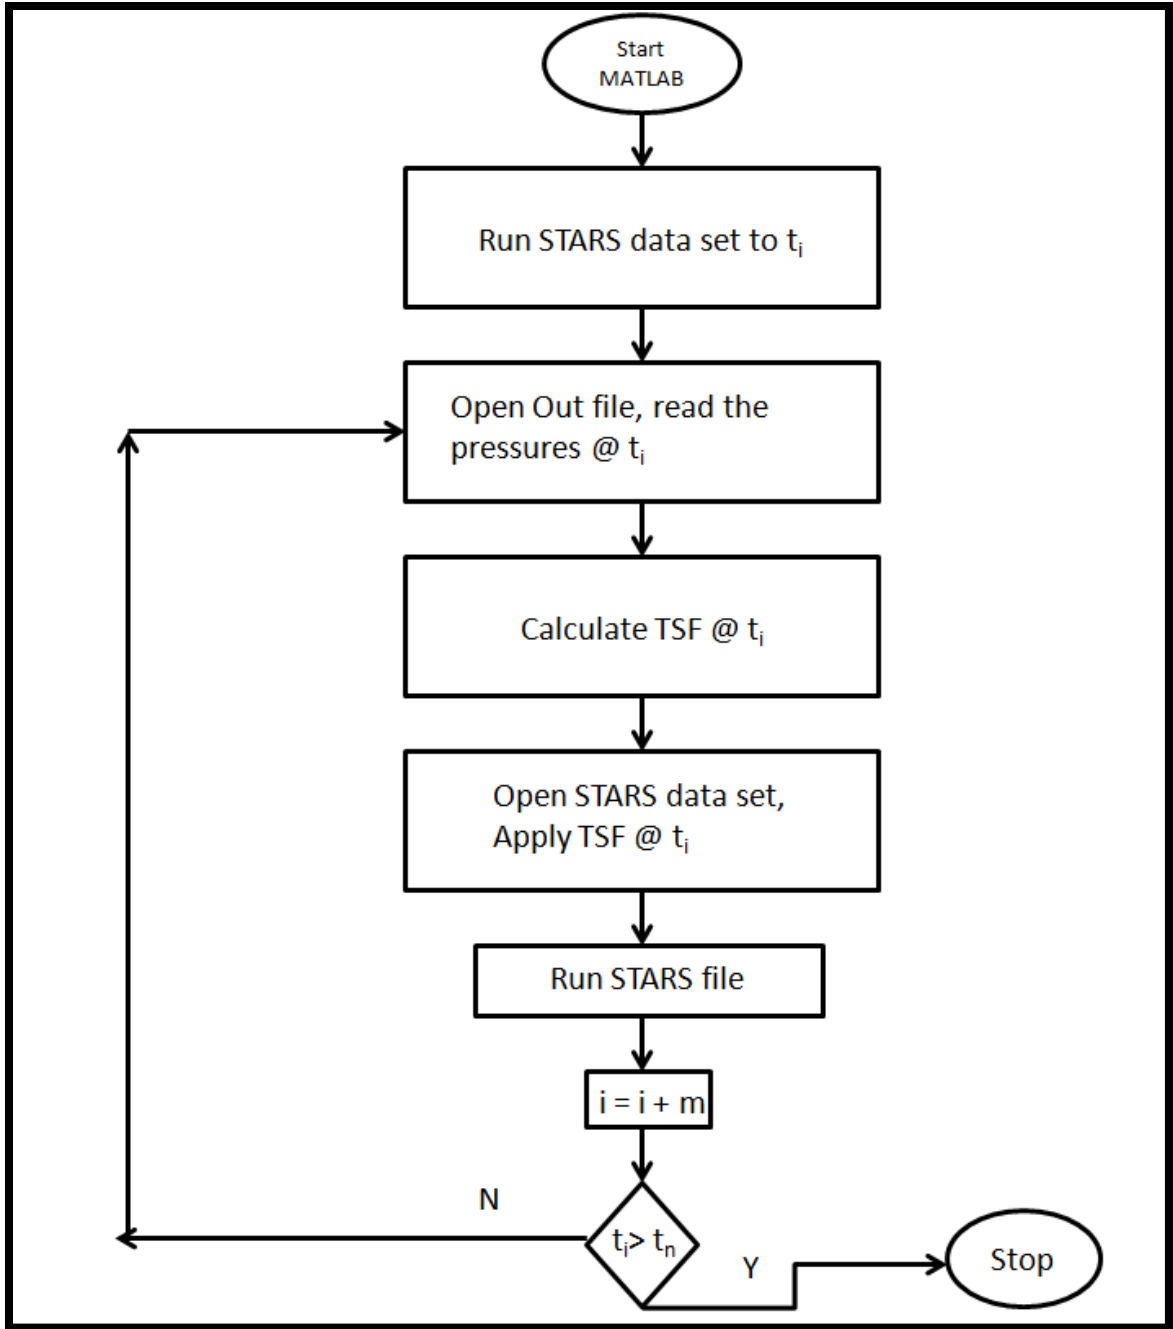 Start
MATLAB
Run STARS data set to tᵢ
Open Out file, read the
pressures @ tᵢ
Calculate TSF @ tᵢ
Open STARS data set,
Apply TSF @ tᵢ
Run STARS file
i = i + m
N
tᵢ> tₙ
Y
Stop